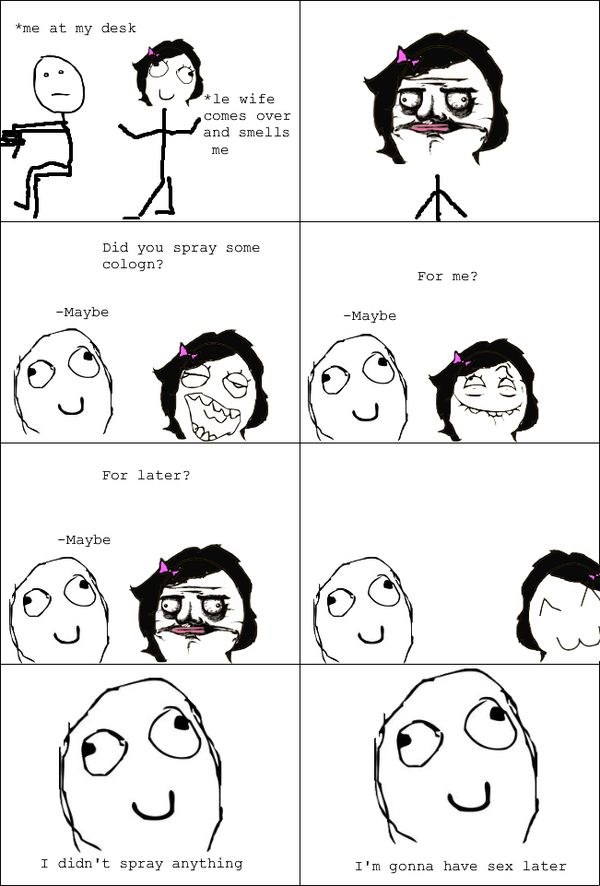 *me at my desk
*le wife
comes over
and smells
me
Did you spray some
cologn?
-Maybe
For me?
-Maybe
For later?
-Maybe
I didn't spray anything
I'm gonna have sex later